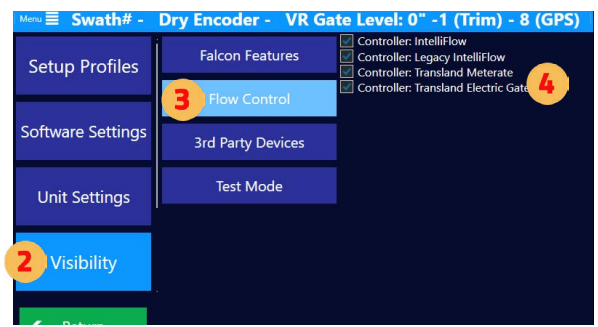 Menu Swath# - Dry Encoder - VR Gate Level: 0" -1 (Trim) - 8 (GPS)
Setup Profiles
Software Settings
Unit Settings
2 Visibility
Return
Falcon Features
3 Flow Control
3rd Party Devices
Test Mode
Controller: IntelliFlow
Controller: Legacy IntelliFlow
Controller: Transland Meterate
Controller: Transland Electric Gate
4